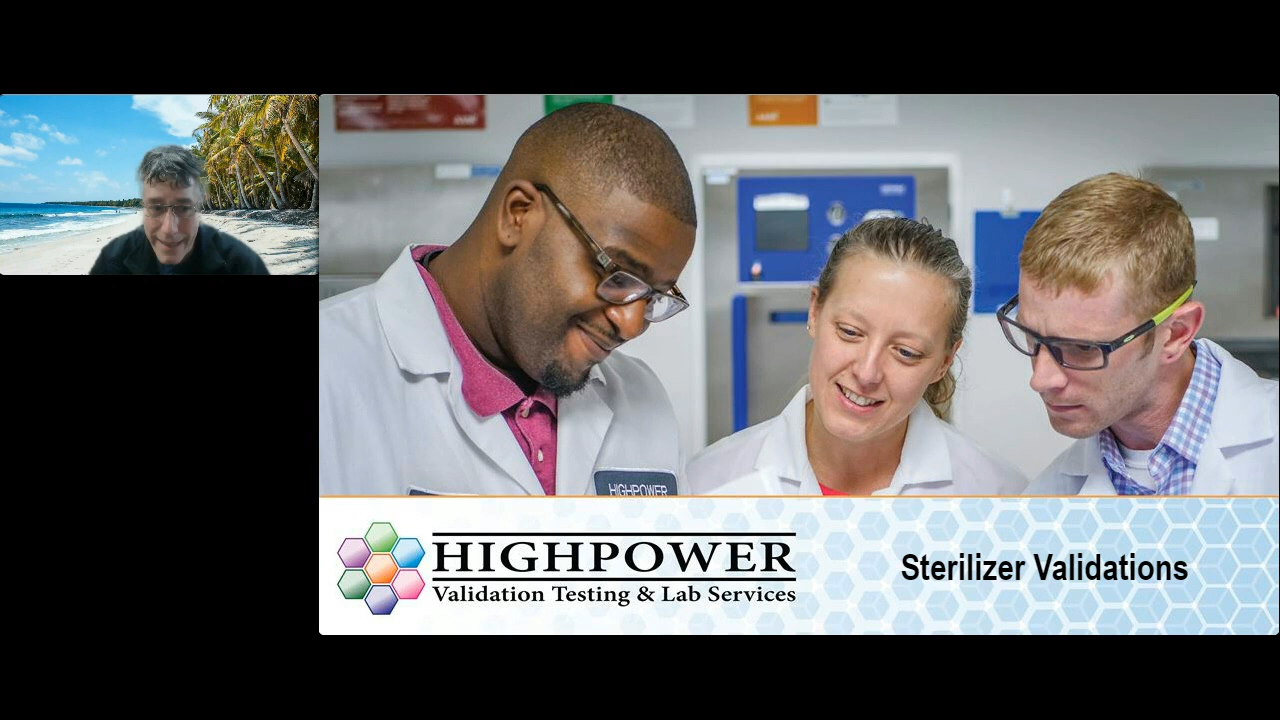 HIGHPOWER
HIGHPOWER
Validation Testing & Lab Services
Sterilizer Validations